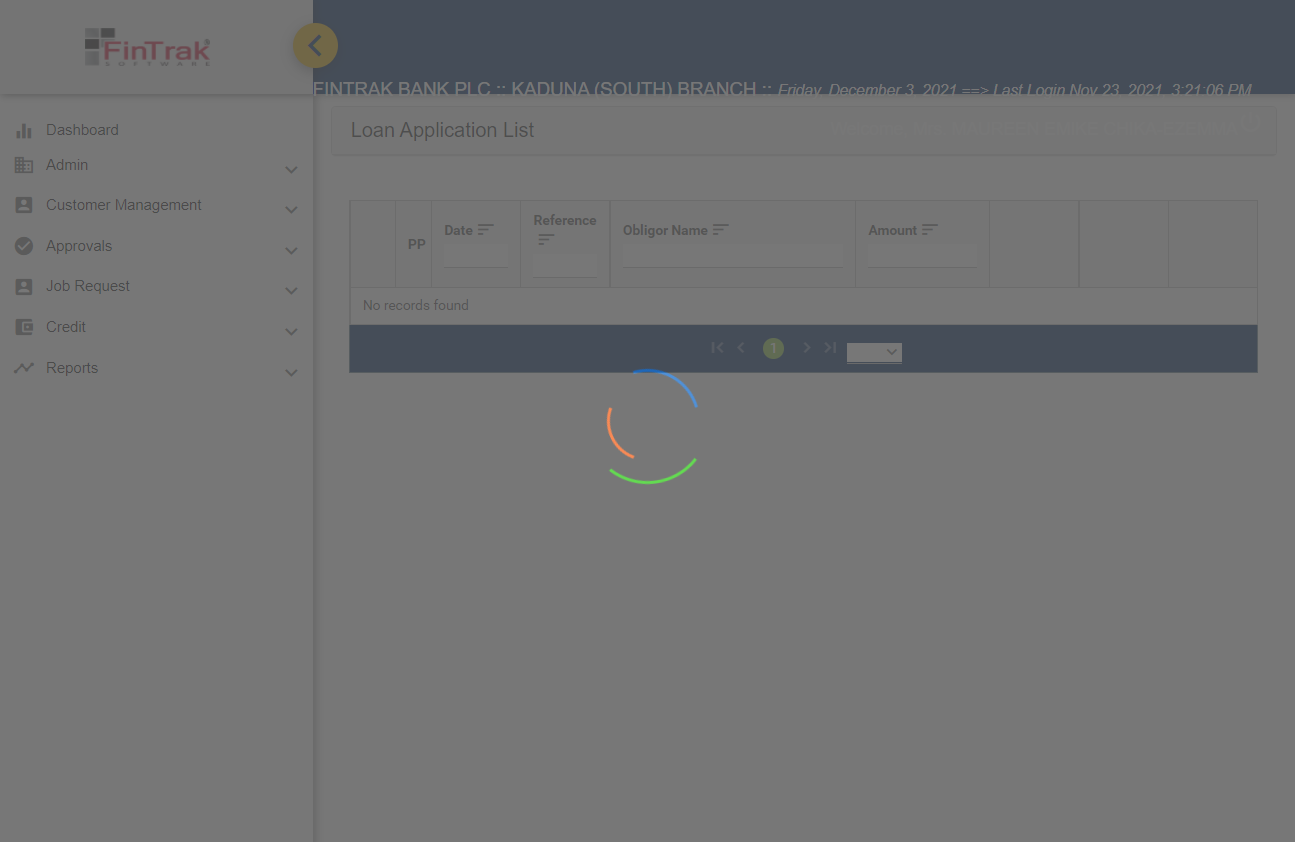 FinTrak
SOFTWARE
FINTRAK BANK PLC :: KADUNA (SOUTH) BRANCH :: Friday, December 3, 2021 ==> Last Login Nov 23, 2021, 3:21:06 PM
Dashboard
Admin
Customer Management
Approvals
Job Request
Credit
Reports
Loan Application List
PP
Date
Reference
Obligor Name
Amount
No records found
1